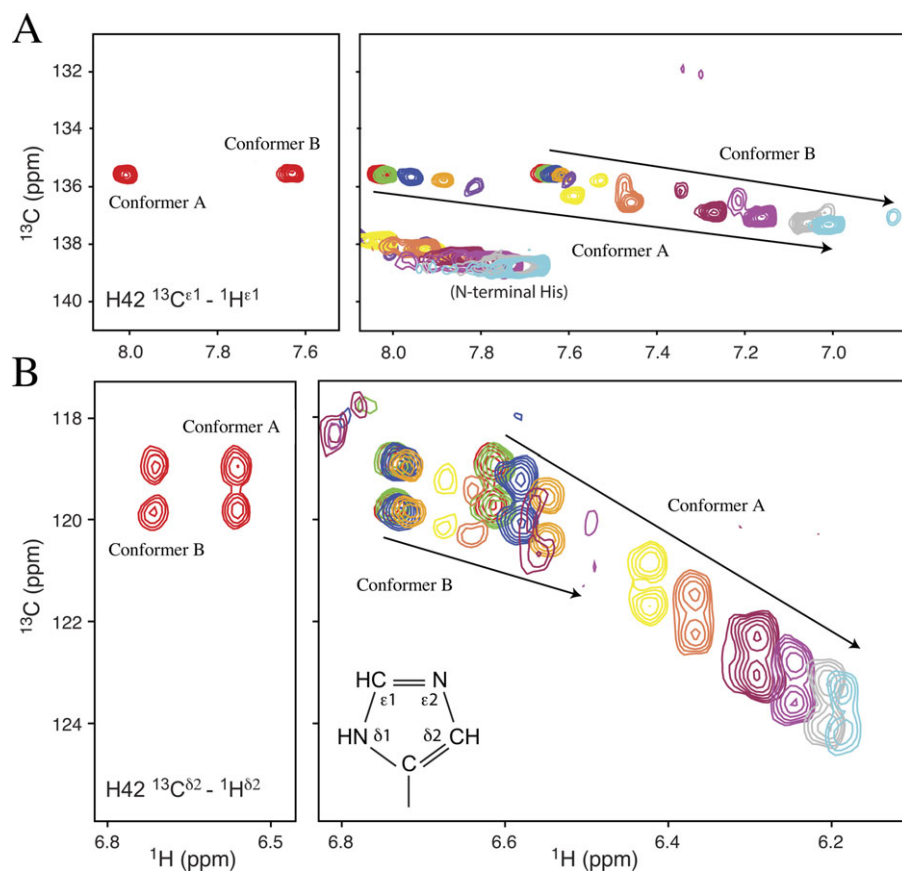 A
132
134
136
138
140
¹³C (ppm)
Conformer B
Conformer A
H42 ¹³Cᵋ¹ - ¹Hᵋ¹
8.0 7.8 7.6
Conformer B
Conformer A
(N-terminal His)
8.0 7.8 7.6 7.4 7.2 7.0
B
118
120
122
124
¹³C (ppm)
Conformer A
Conformer B
H42 ¹³Cᵟ² - ¹Hᵟ²
6.8 6.5
¹H (ppm)
Conformer A
Conformer B
HC N
ε1 ε2
HN δ1 δ2 CH
C
6.8 6.6 6.4 6.2
¹H (ppm)